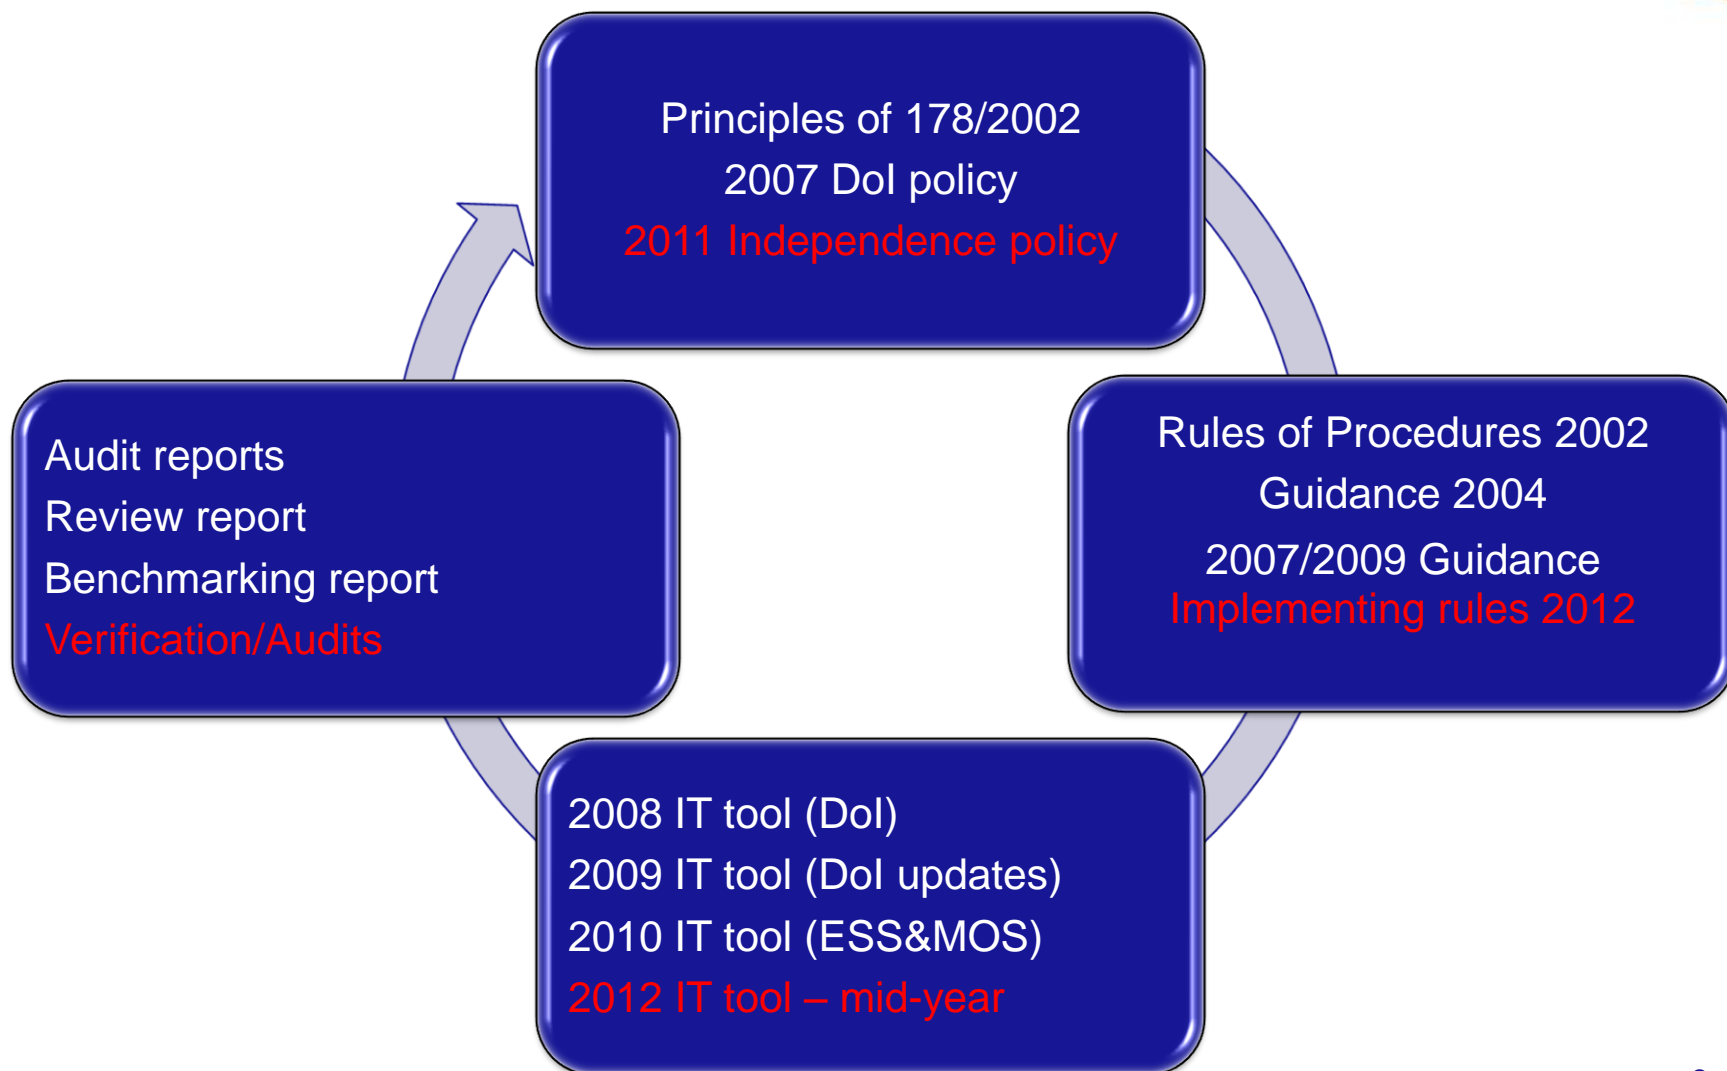 Principles of 178/2002
2007 DoI policy
2011 Independence policy
Rules of Procedures 2002
Guidance 2004
2007/2009 Guidance
Implementing rules 2012
2008 IT tool (DoI)
2009 IT tool (DoI updates)
2010 IT tool (ESS&MOS)
2012 IT tool – mid-year
Audit reports
Review report
Benchmarking report
Verification/Audits